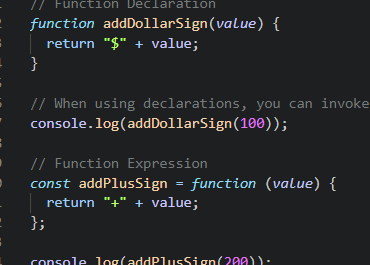 // Function Declaration
function addDollarSign(value) {
return "$" + value;
}
// When using declarations, you can invoke
console.log(addDollarSign(100));
// Function Expression
const addPlusSign = function (value) {
return "+" + value;
};
console.log(addPlusSign(200));